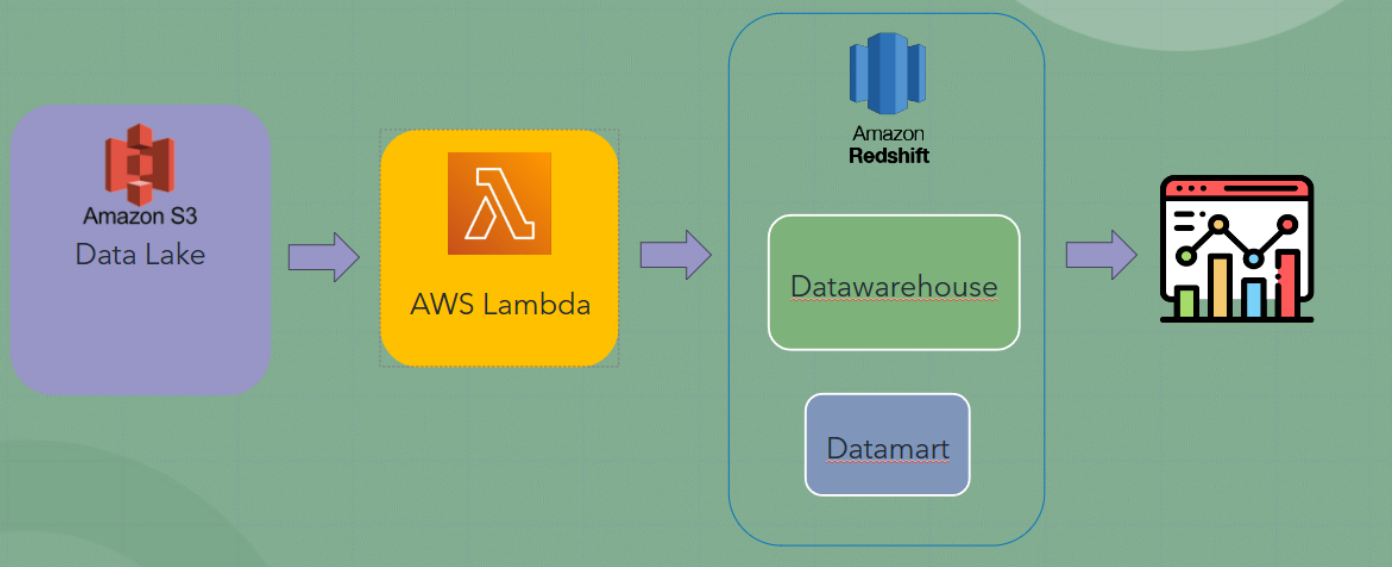 Amazon S3
Data Lake
AWS Lambda
Amazon
Redshift
Datawarehouse
Datamart